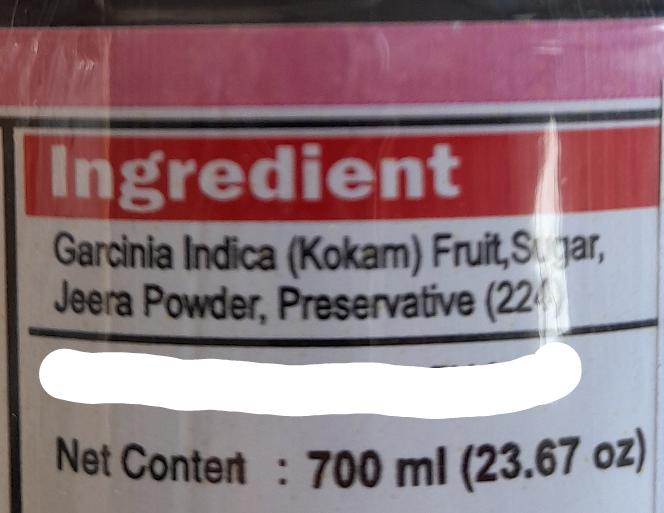 Ingredient
Garcinia Indica (Kokam) Fruit,Sugar,
Jeera Powder, Preservative (224)
Net Content : 700 ml (23.67 oz)